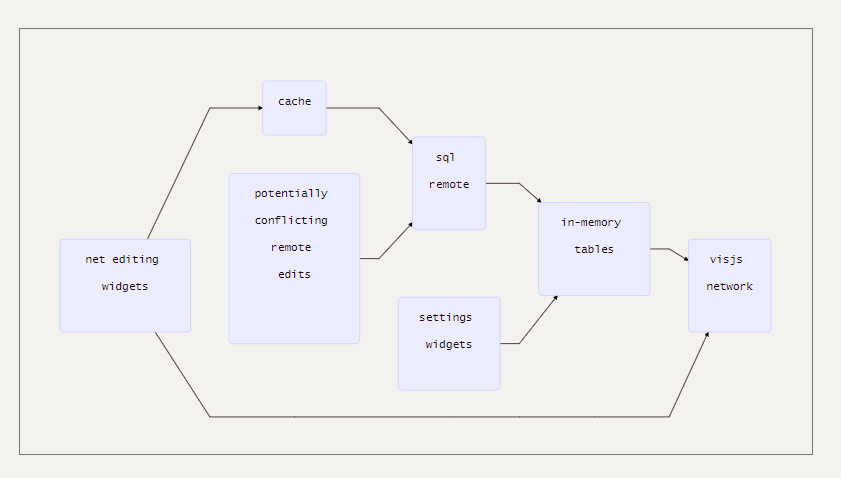 cache
sql
remote
potentially
conflicting
remote
edits
in-memory
tables
net editing
widgets
visjs
network
settings
widgets